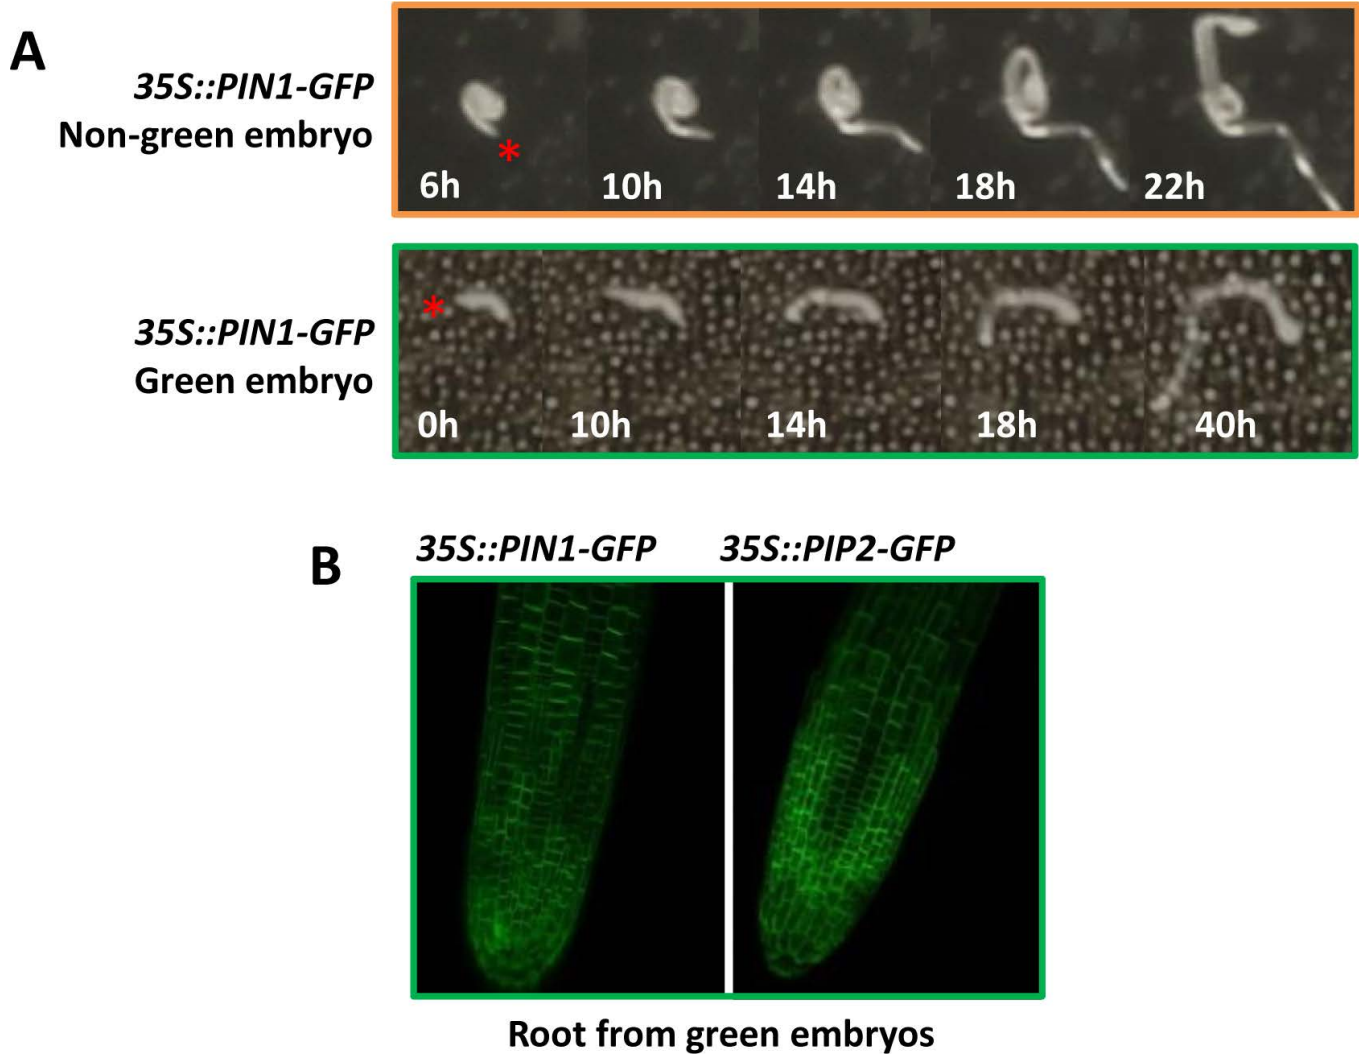 A
35S::PIN1-GFP
Non-green embryo
*
6h
10h
14h
18h
22h
35S::PIN1-GFP
Green embryo
*
0h
10h
14h
18h
40h
B
35S::PIN1-GFP
35S::PIP2-GFP
Root from green embryos